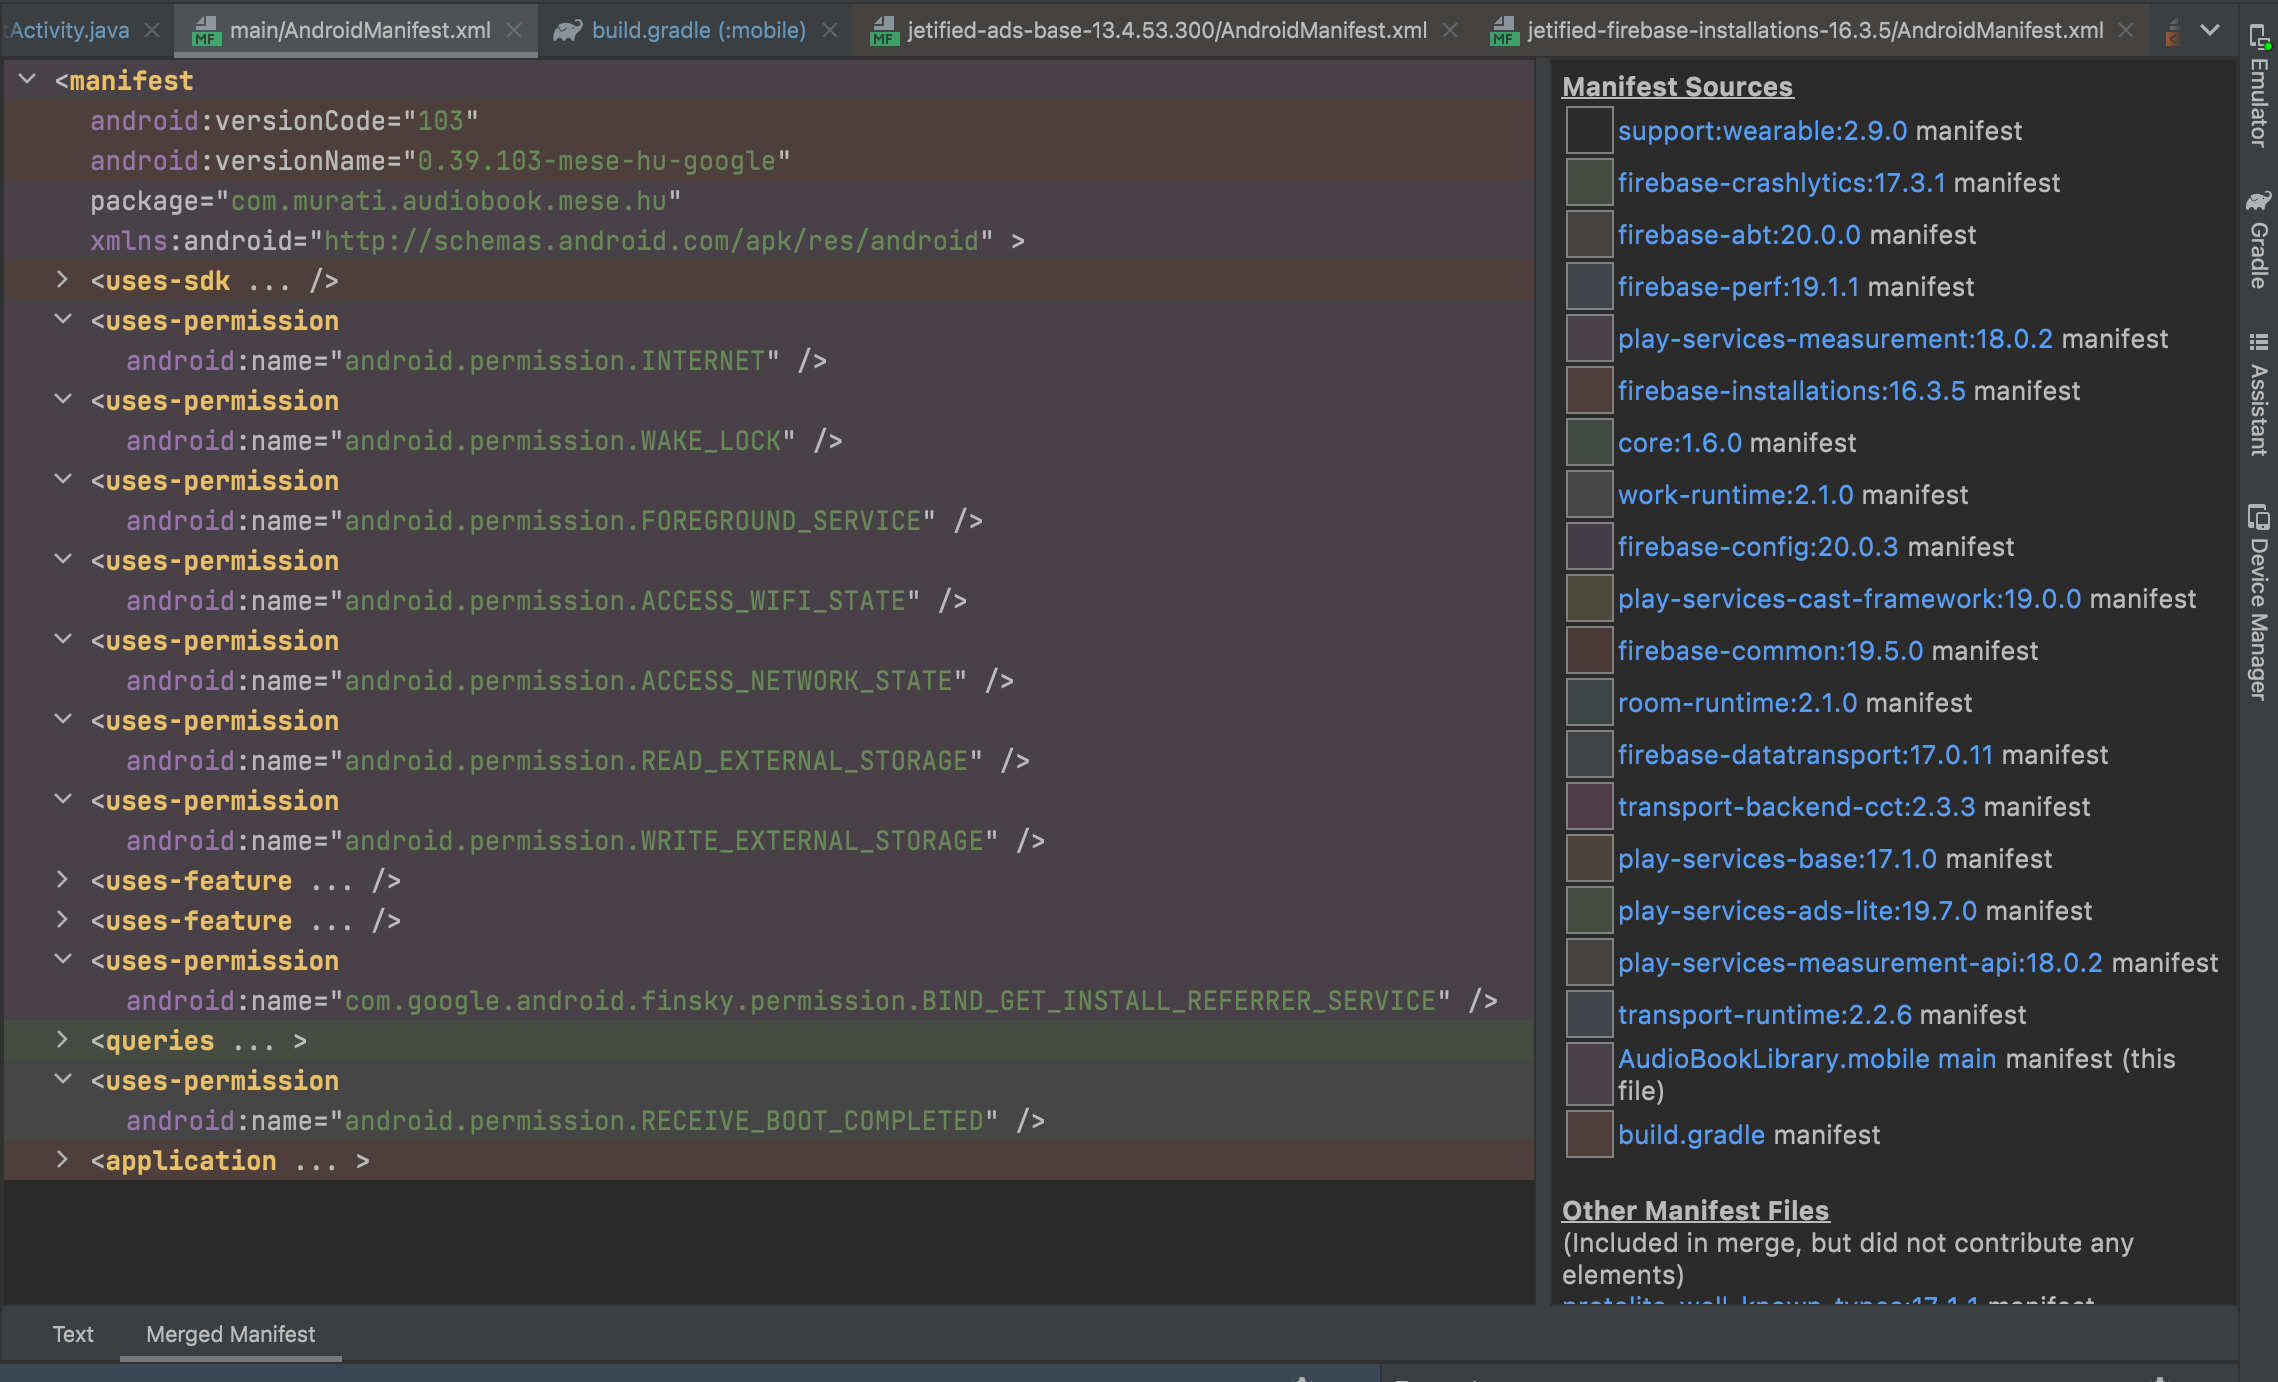 tActivity.java
main/AndroidManifest.xml
build.gradle (:mobile)
jetified-ads-base-13.4.53.300/AndroidManifest.xml
jetified-firebase-installations-16.3.5/AndroidManifest.xml
<manifest
android:versionCode="103"
android:versionName="0.39.103-mese-hu-google"
package="com.murati.audiobook.mese.hu"
xmlns:android="http://schemas.android.com/apk/res/android" >
<uses-sdk ... />
<uses-permission
android:name="android.permission.INTERNET" />
<uses-permission
android:name="android.permission.WAKE_LOCK" />
<uses-permission
android:name="android.permission.FOREGROUND_SERVICE" />
<uses-permission
android:name="android.permission.ACCESS_WIFI_STATE" />
<uses-permission
android:name="android.permission.ACCESS_NETWORK_STATE" />
<uses-permission
android:name="android.permission.READ_EXTERNAL_STORAGE" />
<uses-permission
android:name="android.permission.WRITE_EXTERNAL_STORAGE" />
<uses-feature ... />
<uses-feature ... />
<uses-permission
android:name="com.google.android.finsky.permission.BIND_GET_INSTALL_REFERRER_SERVICE" />
<queries ... >
<uses-permission
android:name="android.permission.RECEIVE_BOOT_COMPLETED" />
<application ... >
Manifest Sources
support:wearable:2.9.0 manifest
firebase-crashlytics:17.3.1 manifest
firebase-abt:20.0.0 manifest
firebase-perf:19.1.1 manifest
play-services-measurement:18.0.2 manifest
firebase-installations:16.3.5 manifest
core:1.6.0 manifest
work-runtime:2.1.0 manifest
firebase-config:20.0.3 manifest
play-services-cast-framework:19.0.0 manifest
firebase-common:19.5.0 manifest
room-runtime:2.1.0 manifest
firebase-datatransport:17.0.11 manifest
transport-backend-cct:2.3.3 manifest
play-services-base:17.1.0 manifest
play-services-ads-lite:19.7.0 manifest
play-services-measurement-api:18.0.2 manifest
transport-runtime:2.2.6 manifest
AudioBookLibrary.mobile main manifest (this
file)
build.gradle manifest
Other Manifest Files
(Included in merge, but did not contribute any
elements)
protolite-well-known-types:17.1.1 manifest
Emulator
Gradle
Assistant
Device Manager
Text
Merged Manifest